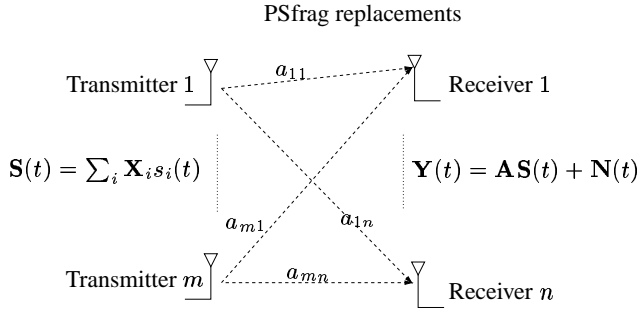 PSfrag replacements
Transmitter 1
a₁₁
Receiver 1
S(t) = ∑ᵢ Xᵢsᵢ(t)
Y(t) = AS(t) + N(t)
aₘ₁
a₁ₙ
Transmitter m
aₘₙ
Receiver n